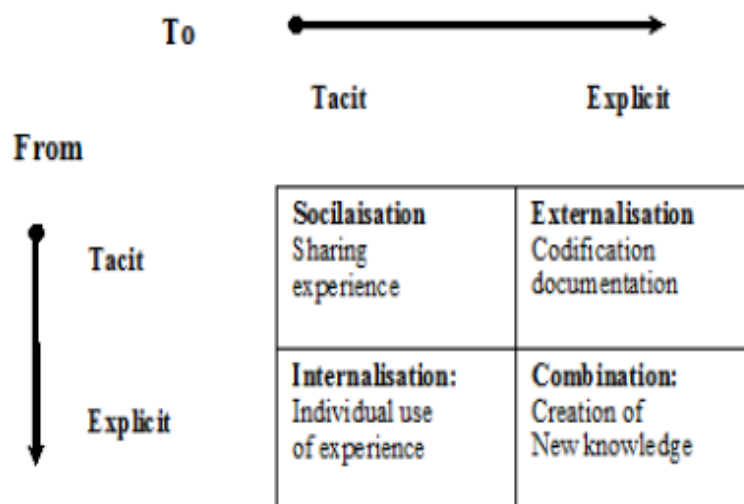 To
Tacit Explicit
From
Tacit
Socilaisation
Sharing
experience
Externalisation
Codification
documentation
Explicit
Internalisation:
Individual use
of experience
Combination:
Creation of
New knowledge